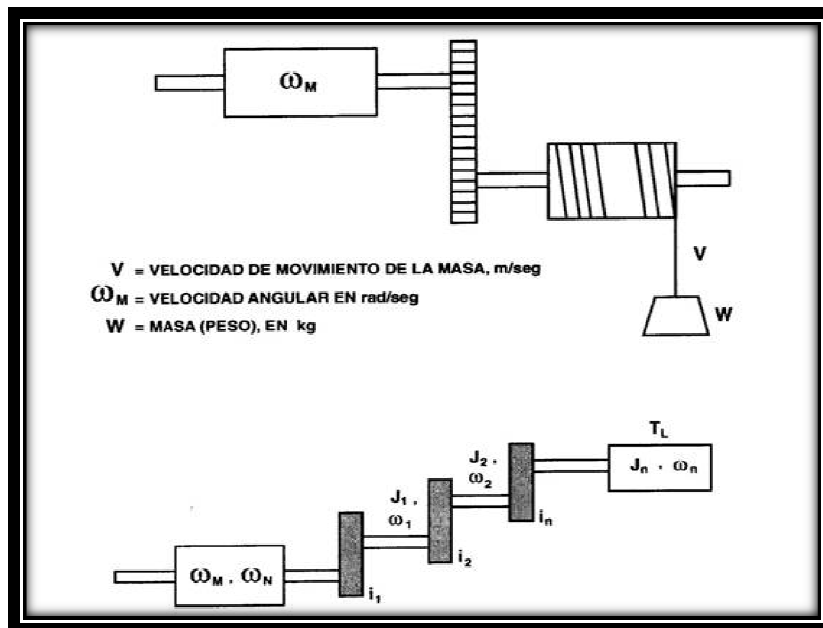 ωM
V
V = VELOCIDAD DE MOVIMIENTO DE LA MASA, m/seg
ωM = VELOCIDAD ANGULAR EN rad/seg
W
W = MASA (PESO), EN kg
TL
J2 .
ω2
Jn . ωn
J1 .
ω1
in
i2
ωM . ωN
i1